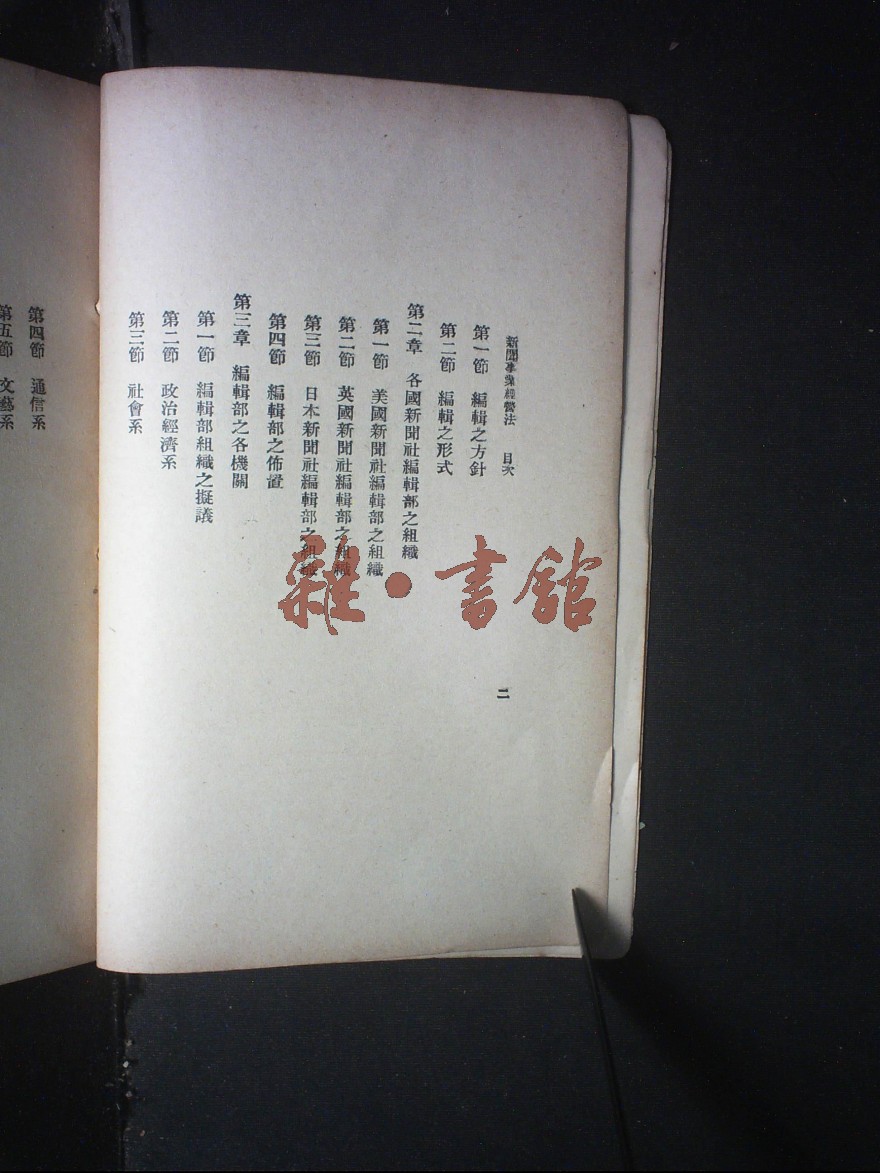 新聞事業經營法　目次
第一節　編輯之方針
第二節　編輯之形式
第二章　各國新聞社編輯部之組織
第一節　美國新聞社編輯部之組織
第二節　英國新聞社編輯部之組織
第三節　日本新聞社編輯部之組織
第四節　編輯部之佈置
第三章　編輯部之各機關
第一節　編輯部組織之擬議
第二節　政治經濟系
第三節　社會系
二
第四節　通信系
第五節　文藝系
雜・書館